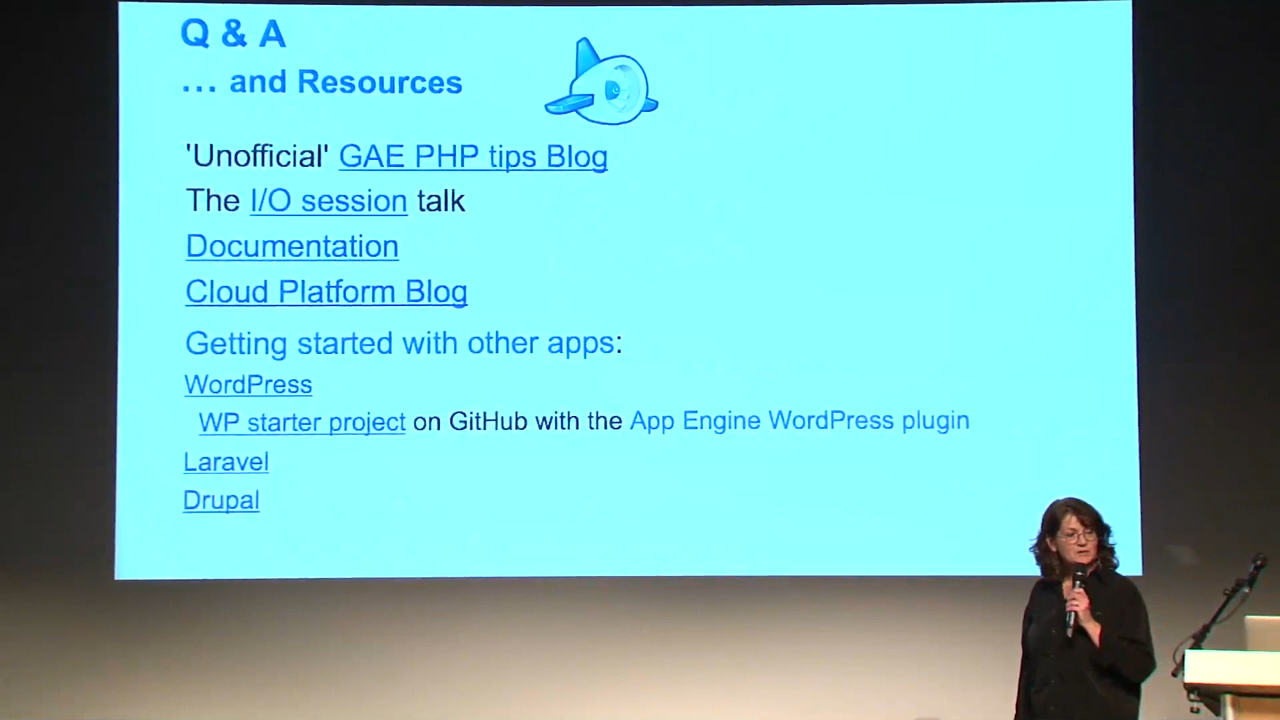 Q & A
... and Resources
'Unofficial' GAE PHP tips Blog
The I/O session talk
Documentation
Cloud Platform Blog
Getting started with other apps:
WordPress
WP starter project on GitHub with the App Engine WordPress plugin
Laravel
Drupal